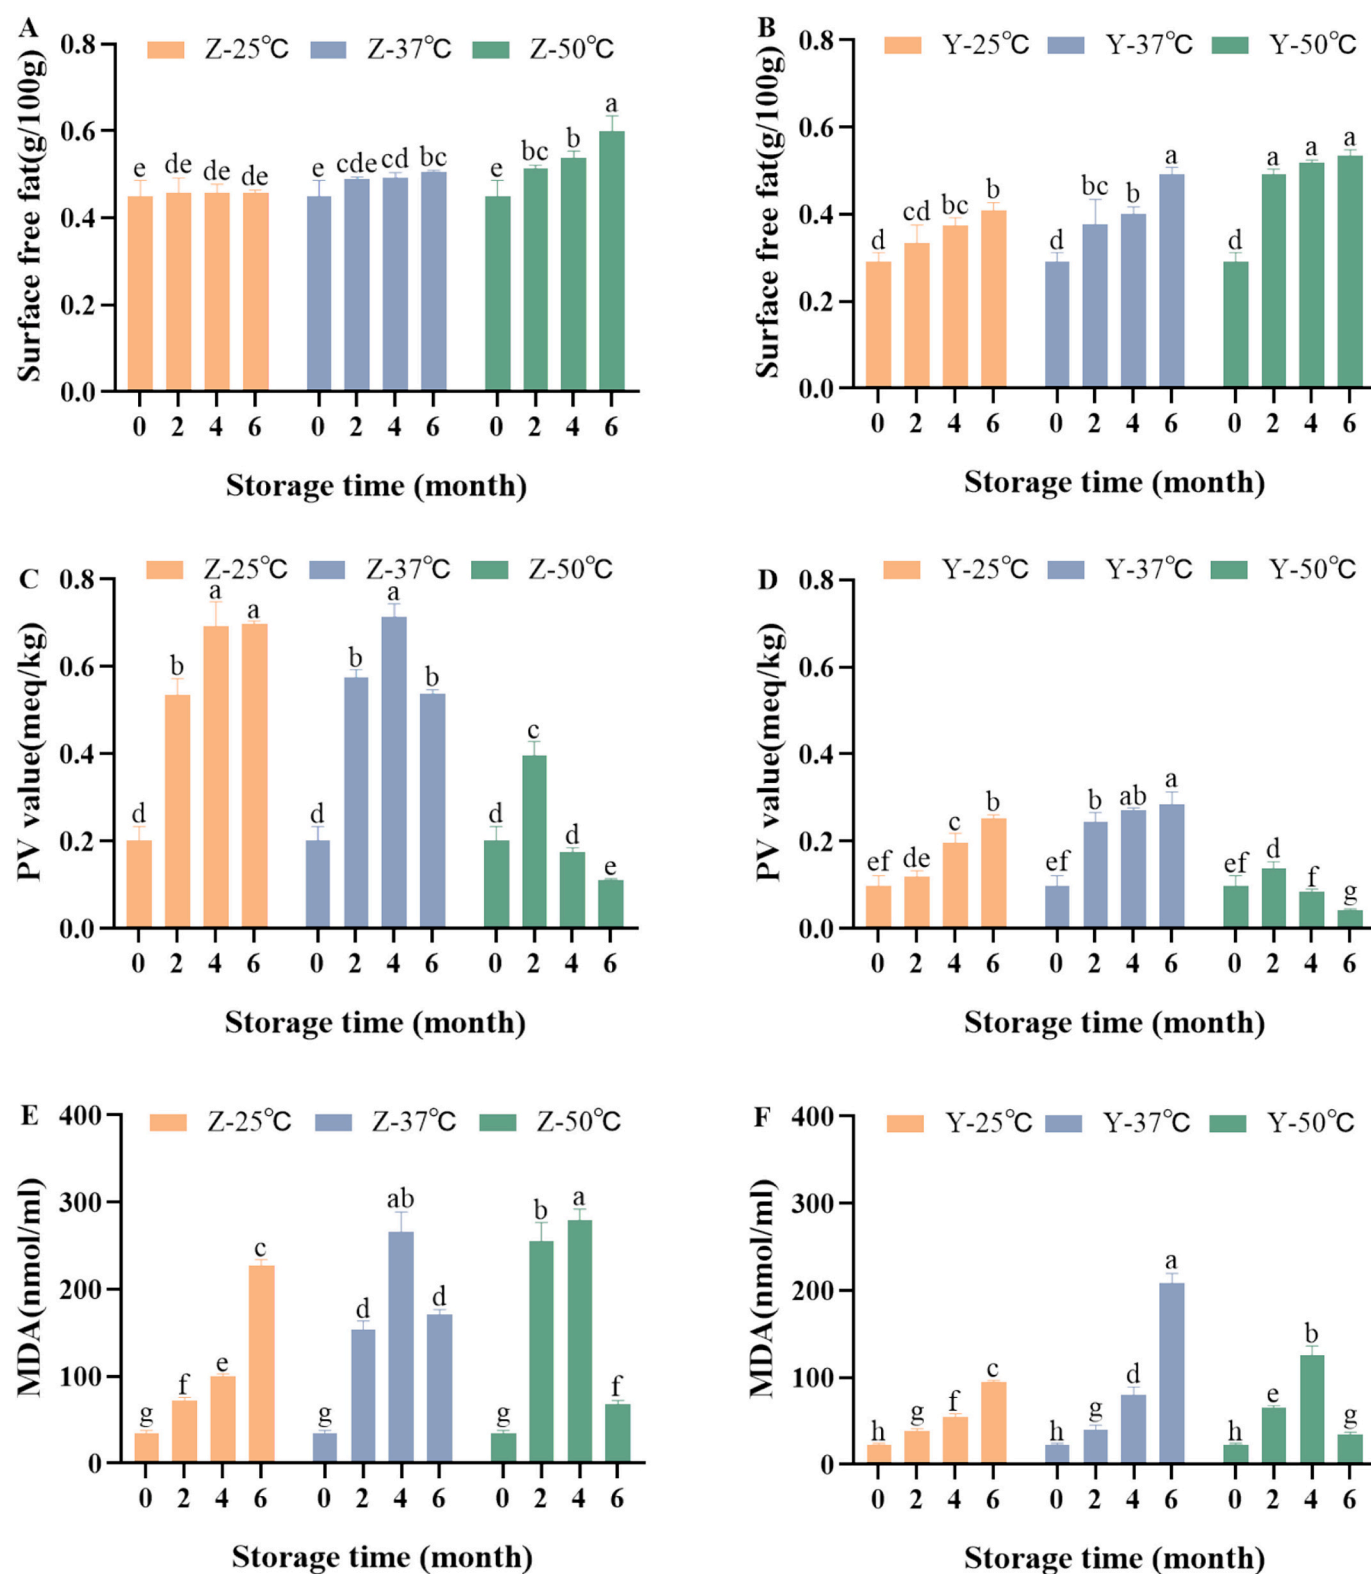 A
Z-25℃ Z-37℃ Z-50℃
Surface free fat(g/100g)
0.8
0.6
0.4
0.2
0.0
e de de de e cde cd bc e bc b a
0 2 4 6 0 2 4 6 0 2 4 6
Storage time (month)
B
Y-25℃ Y-37℃ Y-50℃
Surface free fat(g/100g)
0.8
0.6
0.4
0.2
0.0
d cd bc b d bc b a d a a a
0 2 4 6 0 2 4 6 0 2 4 6
Storage time (month)
C
Z-25℃ Z-37℃ Z-50℃
PV value(meq/kg)
0.8
0.6
0.4
0.2
0.0
d b a a d b a b d c d e
0 2 4 6 0 2 4 6 0 2 4 6
Storage time (month)
D
Y-25℃ Y-37℃ Y-50℃
PV value(meq/kg)
0.8
0.6
0.4
0.2
0.0
ef de c b ef b ab a ef d f g
0 2 4 6 0 2 4 6 0 2 4 6
Storage time (month)
E
Z-25℃ Z-37℃ Z-50℃
MDA(nmol/ml)
400
300
200
100
0
g f e c g d ab d g b a f
0 2 4 6 0 2 4 6 0 2 4 6
Storage time (month)
F
Y-25℃ Y-37℃ Y-50℃
MDA(nmol/ml)
400
300
200
100
0
h g f c h g d a h e b g
0 2 4 6 0 2 4 6 0 2 4 6
Storage time (month)